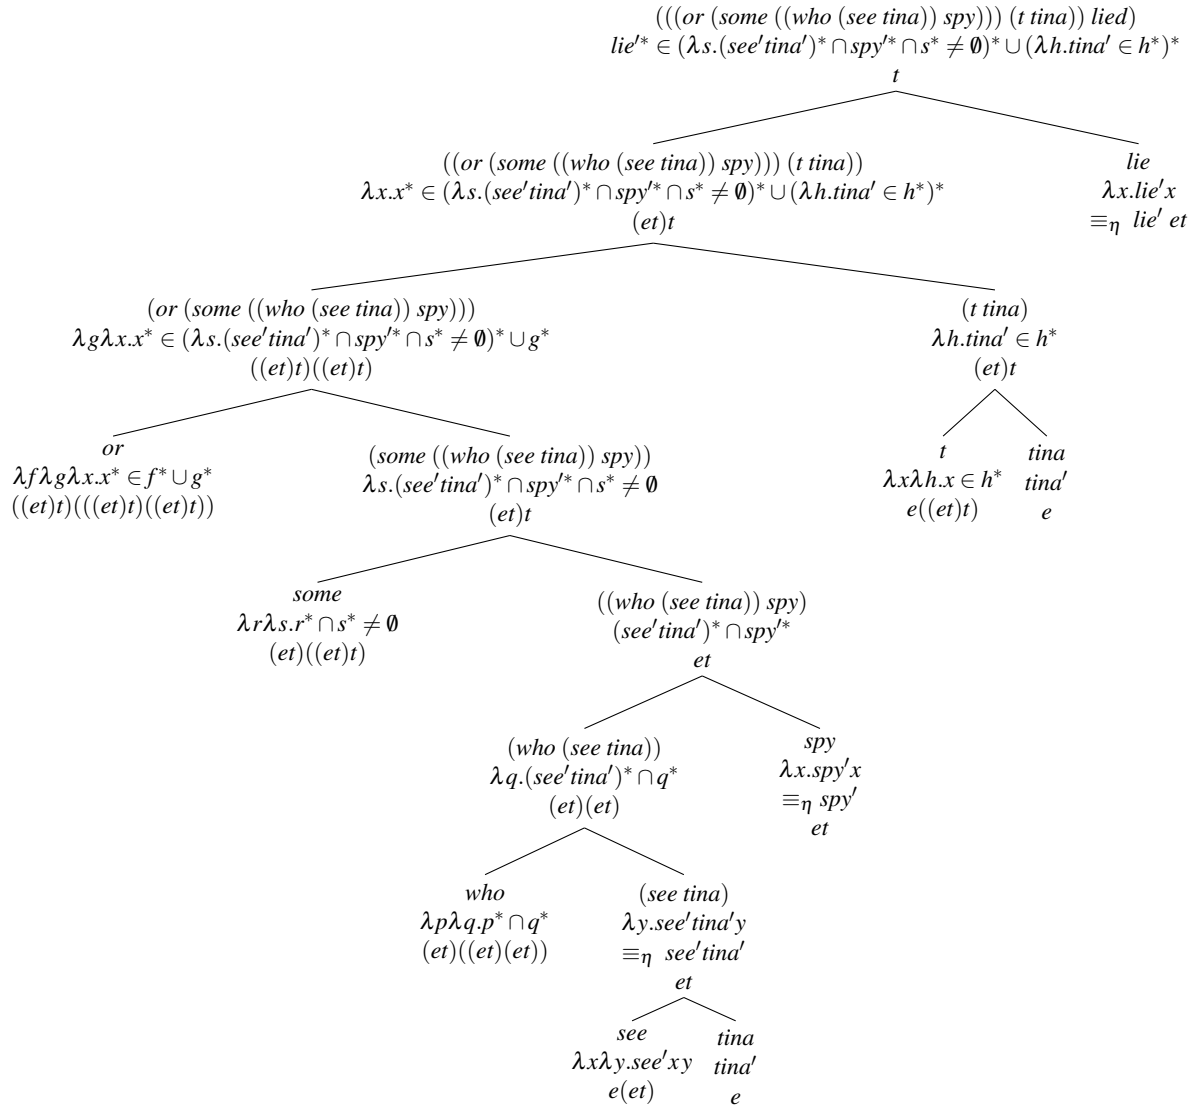 (((or (some ((who (see tina)) spy))) (t tina)) lied)
lie′* ∈ (λs.(see′tina′)* ∩ spy′* ∩ s* ≠ ∅)* ∪ (λh.tina′ ∈ h*)*
t
((or (some ((who (see tina)) spy))) (t tina))
λx.x* ∈ (λs.(see′tina′)* ∩ spy′* ∩ s* ≠ ∅)* ∪ (λh.tina′ ∈ h*)*
(et)t
lie
λx.lie′x
≡η lie′ et
(or (some ((who (see tina)) spy)))
λgλx.x* ∈ (λs.(see′tina′)* ∩ spy′* ∩ s* ≠ ∅)* ∪ g*
((et)t)((et)t)
(t tina)
λh.tina′ ∈ h*
(et)t
or
λfλgλx.x* ∈ f* ∪ g*
((et)t)(((et)t)((et)t))
(some ((who (see tina)) spy))
λs.(see′tina′)* ∩ spy′* ∩ s* ≠ ∅
(et)t
t
λxλh.x ∈ h*
e((et)t)
tina
tina′
e
some
λrλs.r* ∩ s* ≠ ∅
(et)((et)t)
((who (see tina)) spy)
(see′tina′)* ∩ spy′*
et
(who (see tina))
λq.(see′tina′)* ∩ q*
(et)(et)
spy
λx.spy′x
≡η spy′
et
who
λpλq.p* ∩ q*
(et)((et)(et))
(see tina)
λy.see′tina′y
≡η see′tina′
et
see
λxλy.see′xy
e(et)
tina
tina′
e